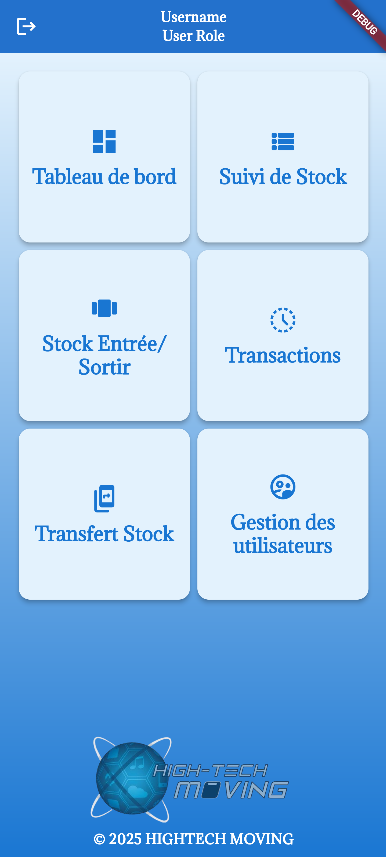 Username
User Role
DEBUG
Tableau de bord
Suivi de Stock
Stock Entrée/
Sortir
Transactions
Transfert Stock
Gestion des
utilisateurs
HIGH-TECH
MOVING
© 2025 HIGHTECH MOVING